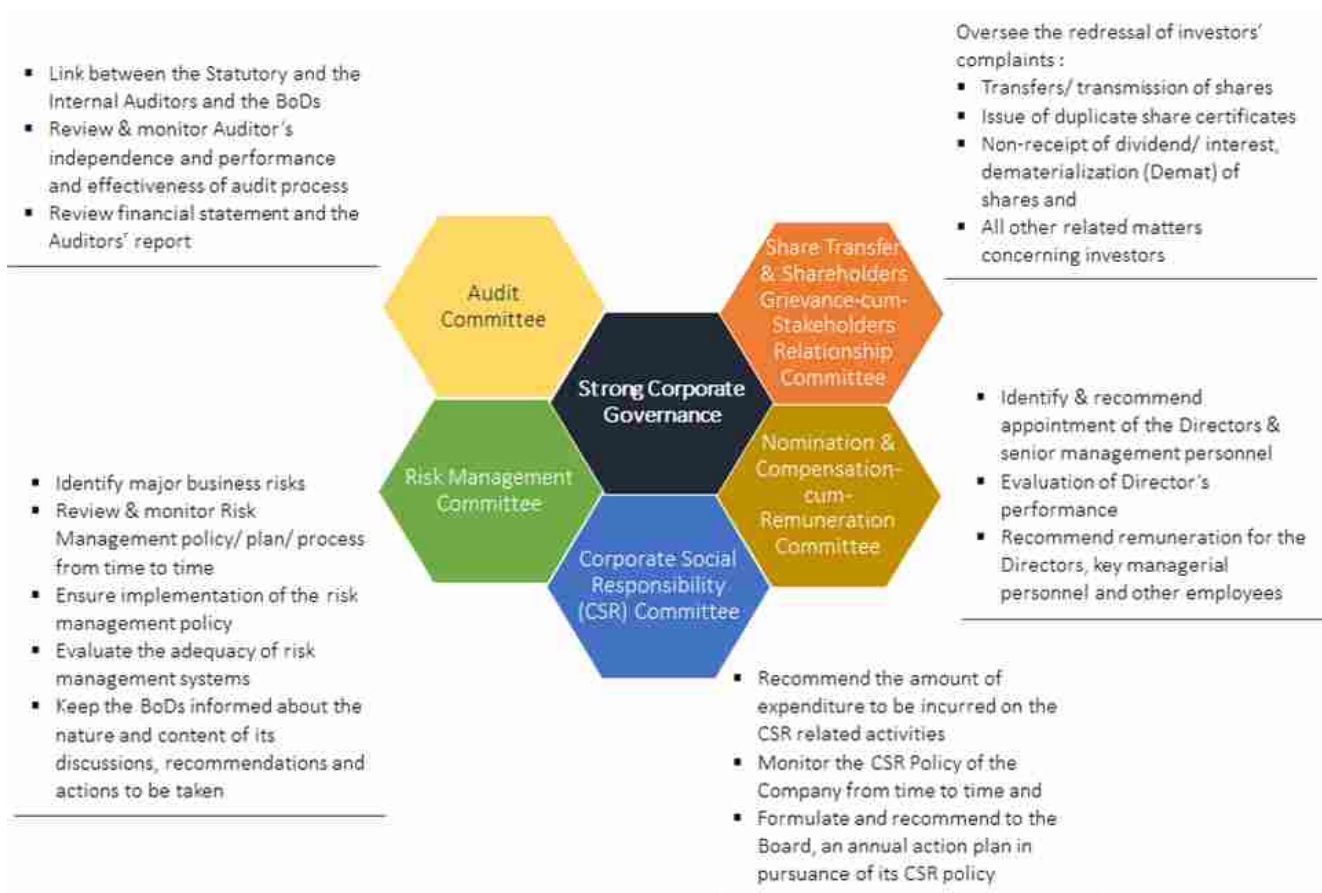 ▪ Link between the Statutory and the
Internal Auditors and the BoDs
▪ Review & monitor Auditor's
independence and performance
and effectiveness of audit process
▪ Review financial statement and the
Auditors' report
Oversee the redressal of investors'
complaints :
▪ Transfers/ transmission of shares
▪ Issue of duplicate share certificates
▪ Non-receipt of dividend/ interest,
dematerialization (Demat) of
shares and
▪ All other related matters
concerning investors
Audit
Committee
Share Transfer
& Shareholders
Grievance-cum-
Stakeholders
Relationship
Committee
Strong Corporate
Governance
Risk Management
Committee
Nomination &
Compensation-
cum-
Remuneration
Committee
Corporate Social
Responsibility
(CSR) Committee
▪ Identify & recommend
appointment of the Directors &
senior management personnel
▪ Evaluation of Director's
performance
▪ Recommend remuneration for the
Directors, key managerial
personnel and other employees
▪ Identify major business risks
▪ Review & monitor Risk
Management policy/ plan/ process
from time to time
▪ Ensure implementation of the risk
management policy
▪ Evaluate the adequacy of risk
management systems
▪ Keep the BoDs informed about the
nature and content of its
discussions, recommendations and
actions to be taken
▪ Recommend the amount of
expenditure to be incurred on the
CSR related activities
▪ Monitor the CSR Policy of the
Company from time to time and
▪ Formulate and recommend to the
Board, an annual action plan in
pursuance of its CSR policy